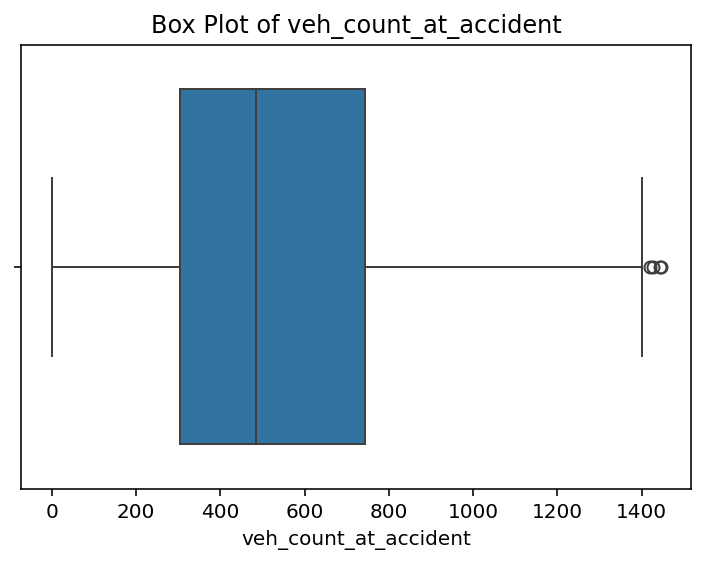 Box Plot of veh_count_at_accident
0 200 400 600 800 1000 1200 1400
veh_count_at_accident